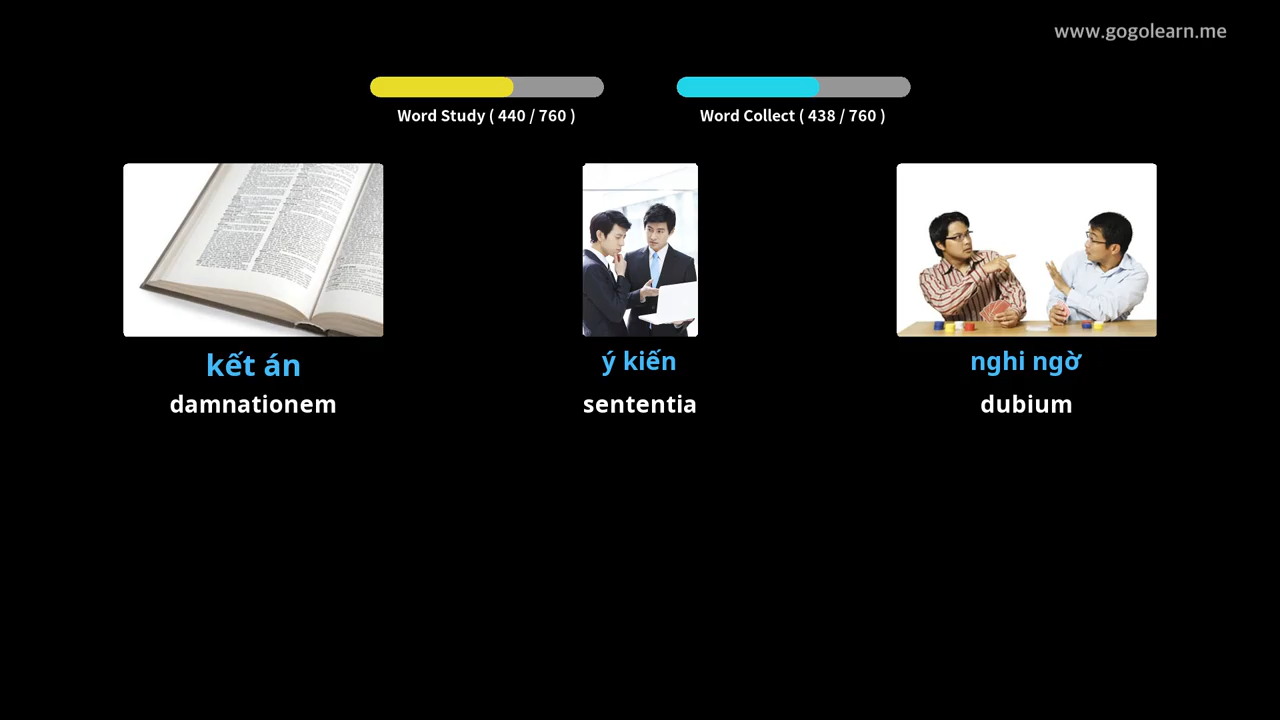 www.gogolearn.me
Word Study ( 440 / 760 )
Word Collect ( 438 / 760 )
kết án
ý kiến
nghi ngờ
damnationem
sententia
dubium